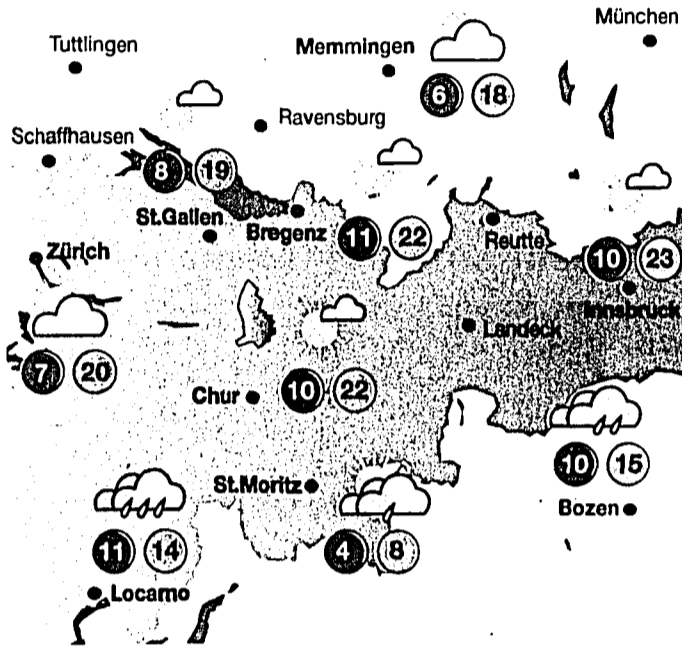 München
Tuttlingen
Memmingen
6 18
Ravensburg
Schaffhausen
8 19
St.Gallen
Bregenz
11 22
Reutte
Zürich
10 23
Innsbruck
Landeck
7 20
Chur
10 22
10 15
St.Moritz
Bozen
11 14
4 8
Locarno